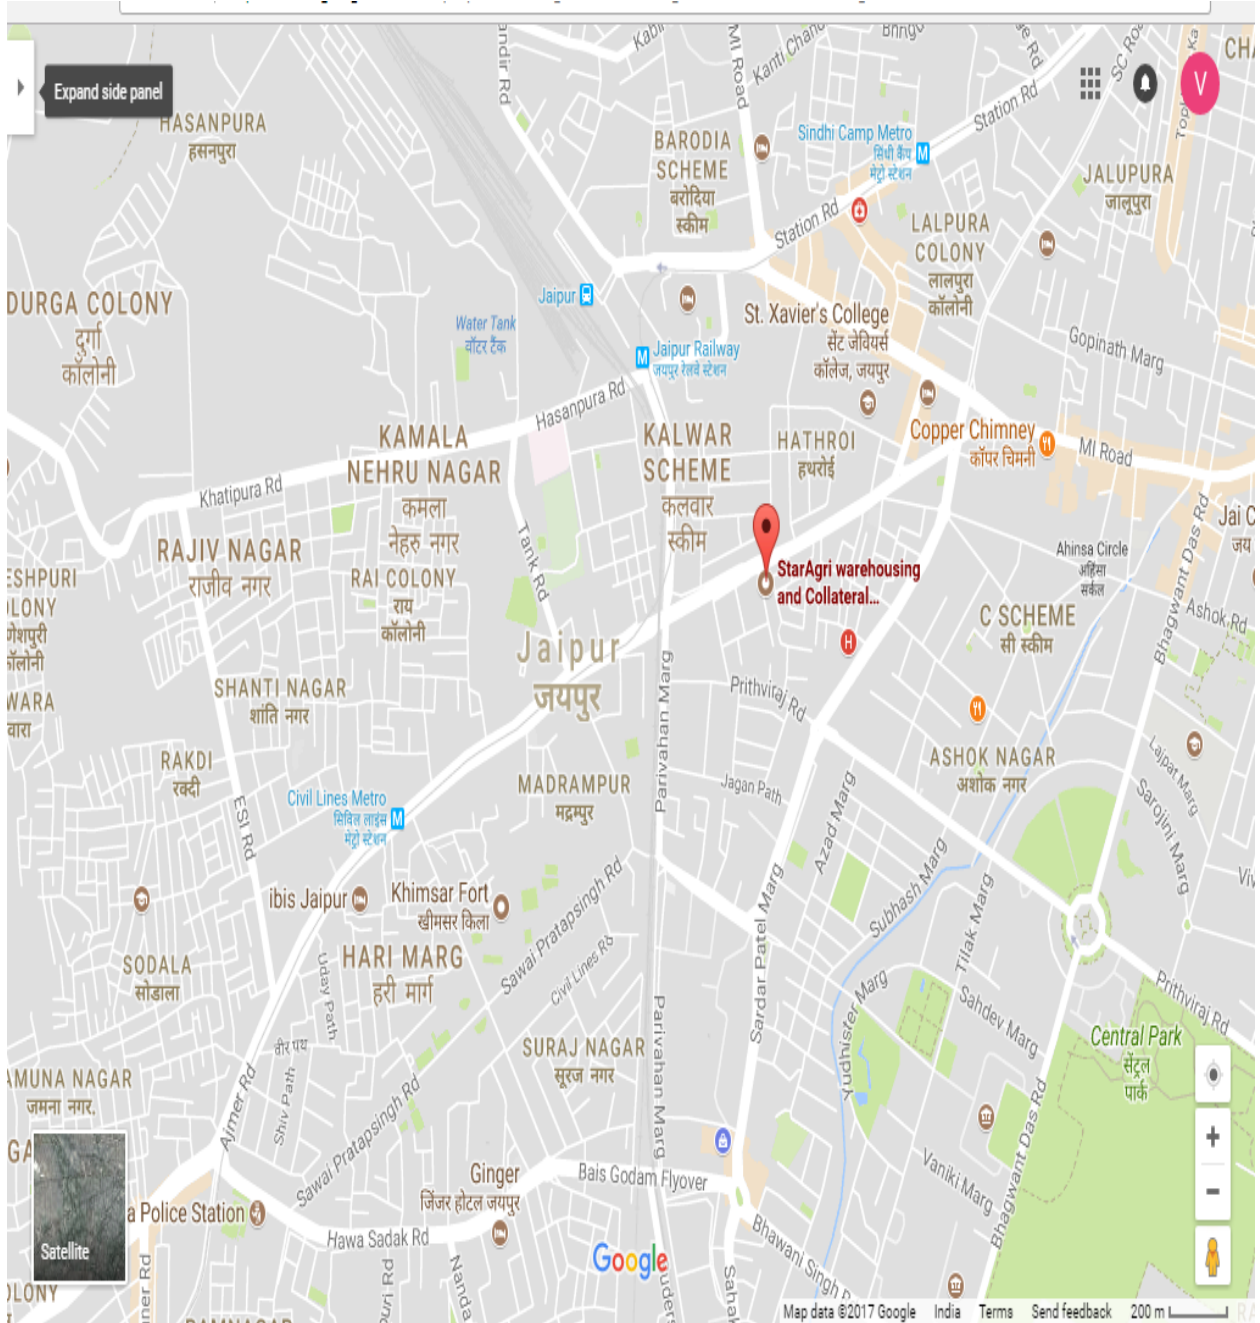 Expand side panel
V
HASANPURA
हसनपुरा
BARODIA
SCHEME
बरोदिया
स्कीम
MI Road
Station Rd
Sindhi Camp Metro
सिंधी कैंप
मेट्रो स्टेशन
JALUPURA
जालूपुरा
Station Rd
LALPURA
COLONY
लालपुरा
कॉलोनी
DURGA COLONY
दुर्गा
कॉलोनी
Jaipur
Water Tank
वॉटर टैंक
St. Xavier's College
सेंट जेवियर्स
कॉलेज, जयपुर
Jaipur Railway
जयपुर रेलवे स्टेशन
Gopinath Marg
Hasanpura Rd
KAMALA
NEHRU NAGAR
कमला
नेहरु नगर
KALWAR
SCHEME
कलवार
स्कीम
HATHROI
हथरोई
Copper Chimney
कॉपर चिमनी
MI Road
Khatipura Rd
RAJIV NAGAR
राजीव नगर
Tank Rd
RAI COLONY
राय
कॉलोनी
StarAgri warehousing
and Collateral...
Ahinsa Circle
अहिंसा
सर्कल
Bhagwant Das Rd
Ashok Rd
C SCHEME
सी स्कीम
Jaipur
जयपुर
SHANTI NAGAR
शांति नगर
Parivahan Marg
Prithviraj Rd
RAKDI
रक्दी
ESI Rd
Civil Lines Metro
सिविल लाइंस
मेट्रो स्टेशन
MADRAMPUR
मद्रम्पुर
Jagan Path
Azad Marg
ASHOK NAGAR
अशोक नगर
Lajpat Marg
Sarojini Marg
ibis Jaipur
Khimsar Fort
खीमसर किला
Sawai Pratapsingh Rd
Civil Lines Rd
Sardar Patel Marg
Subhash Marg
Tilak Marg
SODALA
सोडाला
Uday Path
HARI MARG
हरी मार्ग
Yudhister Marg
Sahdev Marg
Prithviraj Rd
Central Park
सेंट्रल
पार्क
वीर पथ
Shiv Path
Ajmer Rd
SURAJ NAGAR
सूरज नगर
Parivahan Marg
AMUNA NAGAR
जमना नगर.
Sawai Pratapsingh Rd
Ginger
जिंजर होटल जयपुर
Bais Godam Flyover
Vaniki Marg
Bhagwant Das Rd
a Police Station
Hawa Sadak Rd
Bhawani Singh
Satellite
Google
Map data ©2017 Google India Terms Send feedback 200 m